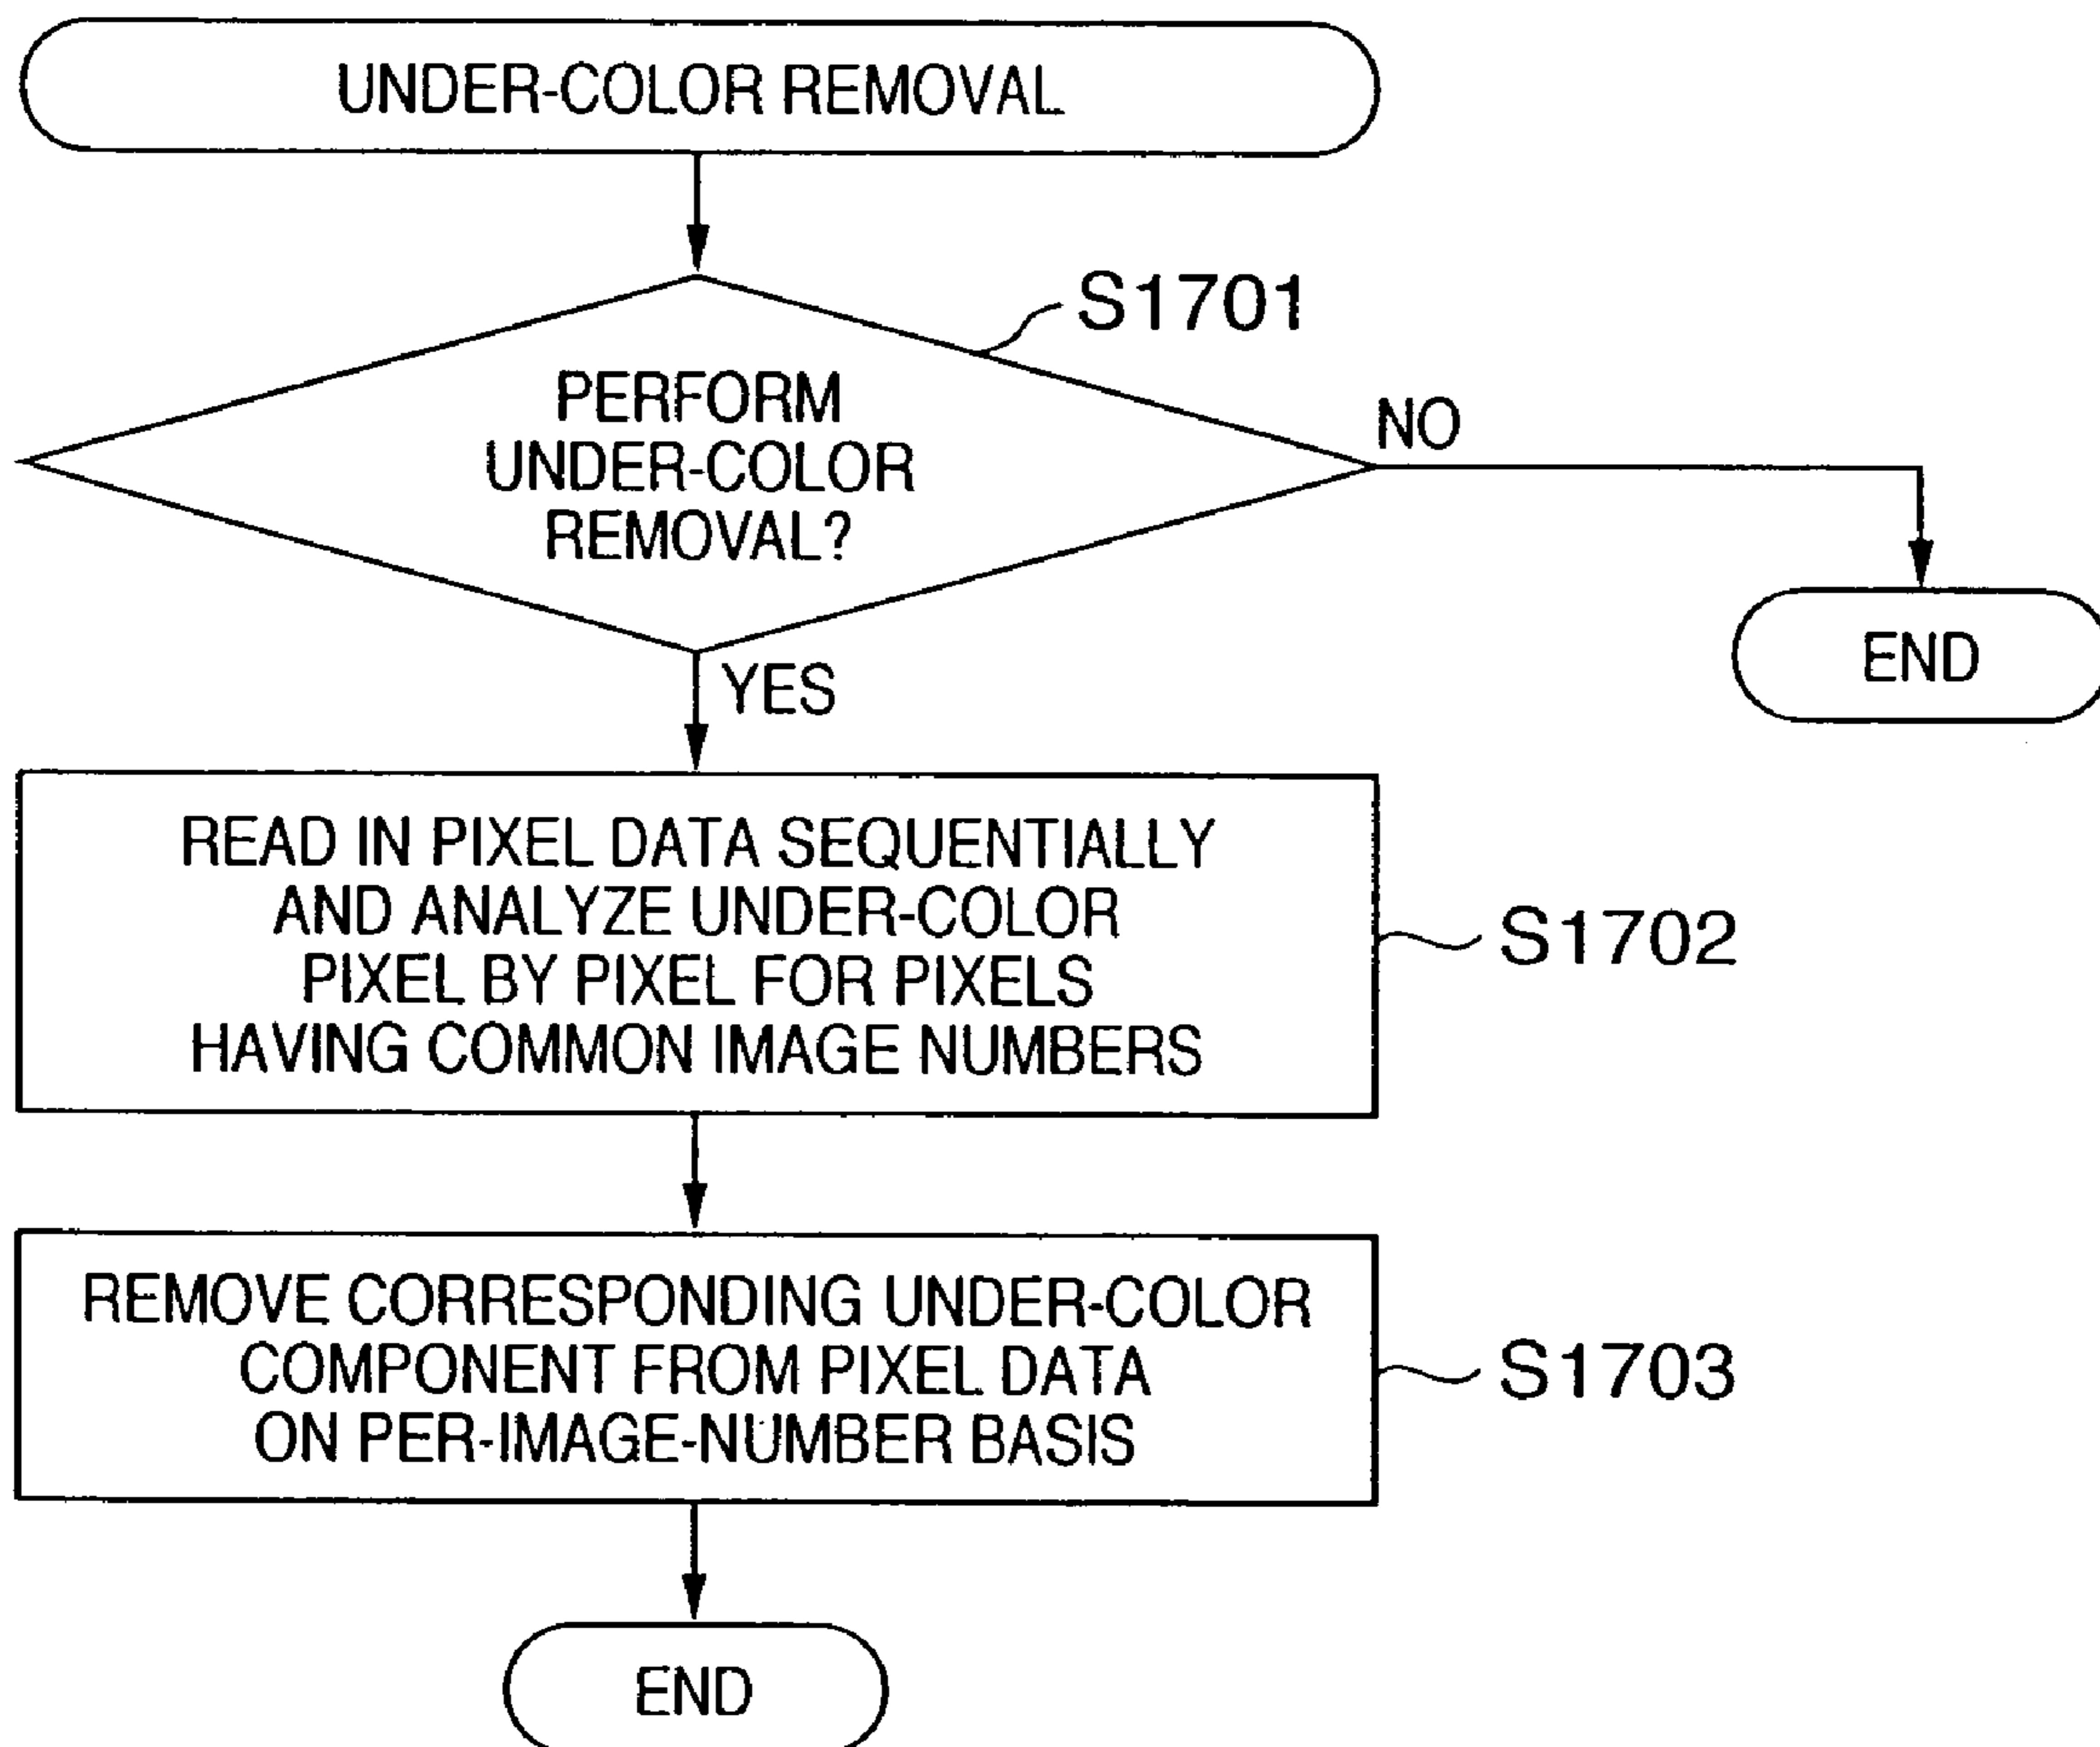 UNDER-COLOR REMOVAL
S1701
PERFORM
UNDER-COLOR
REMOVAL?
NO
END
YES
READ IN PIXEL DATA SEQUENTIALLY
AND ANALYZE UNDER-COLOR
PIXEL BY PIXEL FOR PIXELS
HAVING COMMON IMAGE NUMBERS
S1702
REMOVE CORRESPONDING UNDER-COLOR
COMPONENT FROM PIXEL DATA
ON PER-IMAGE-NUMBER BASIS
S1703
END